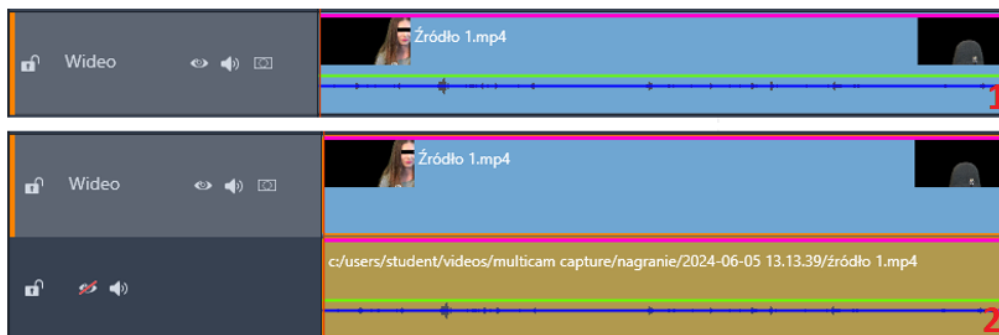 Wideo
Źródło 1.mp4
1
Wideo
Źródło 1.mp4
c:/users/student/videos/multicam capture/nagranie/2024-06-05 13.13.39/źródło 1.mp4
2